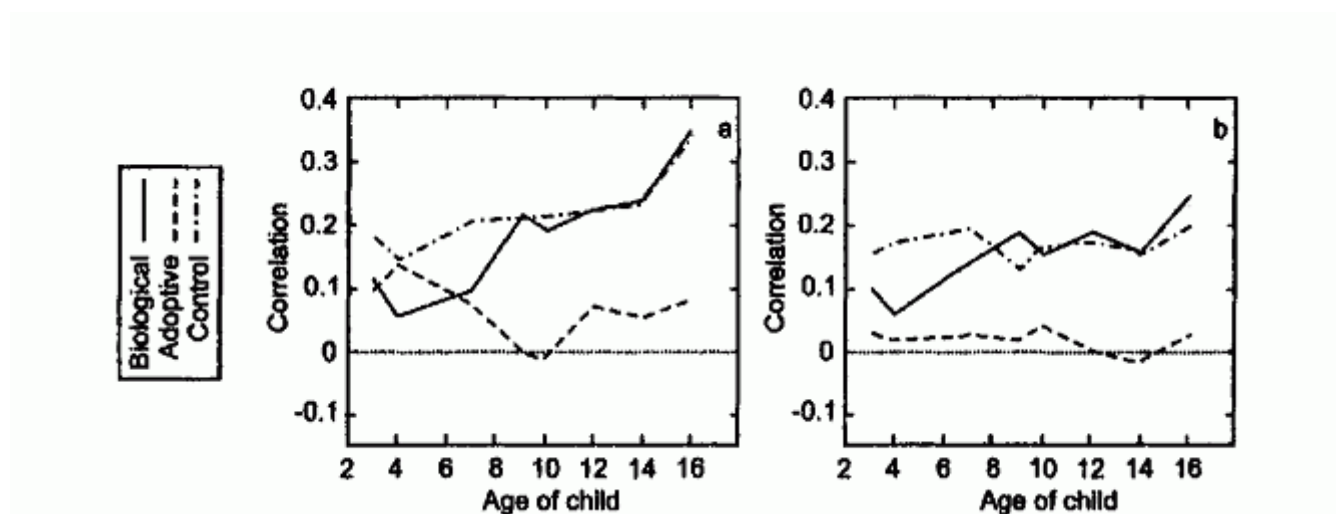 Biological
Adoptive
Control
0.4
0.3
0.2
0.1
0
-0.1
Correlation
2 4 6 8 10 12 14 16
Age of child
a
0.4
0.3
0.2
0.1
0
-0.1
Correlation
2 4 6 8 10 12 14 16
Age of child
b